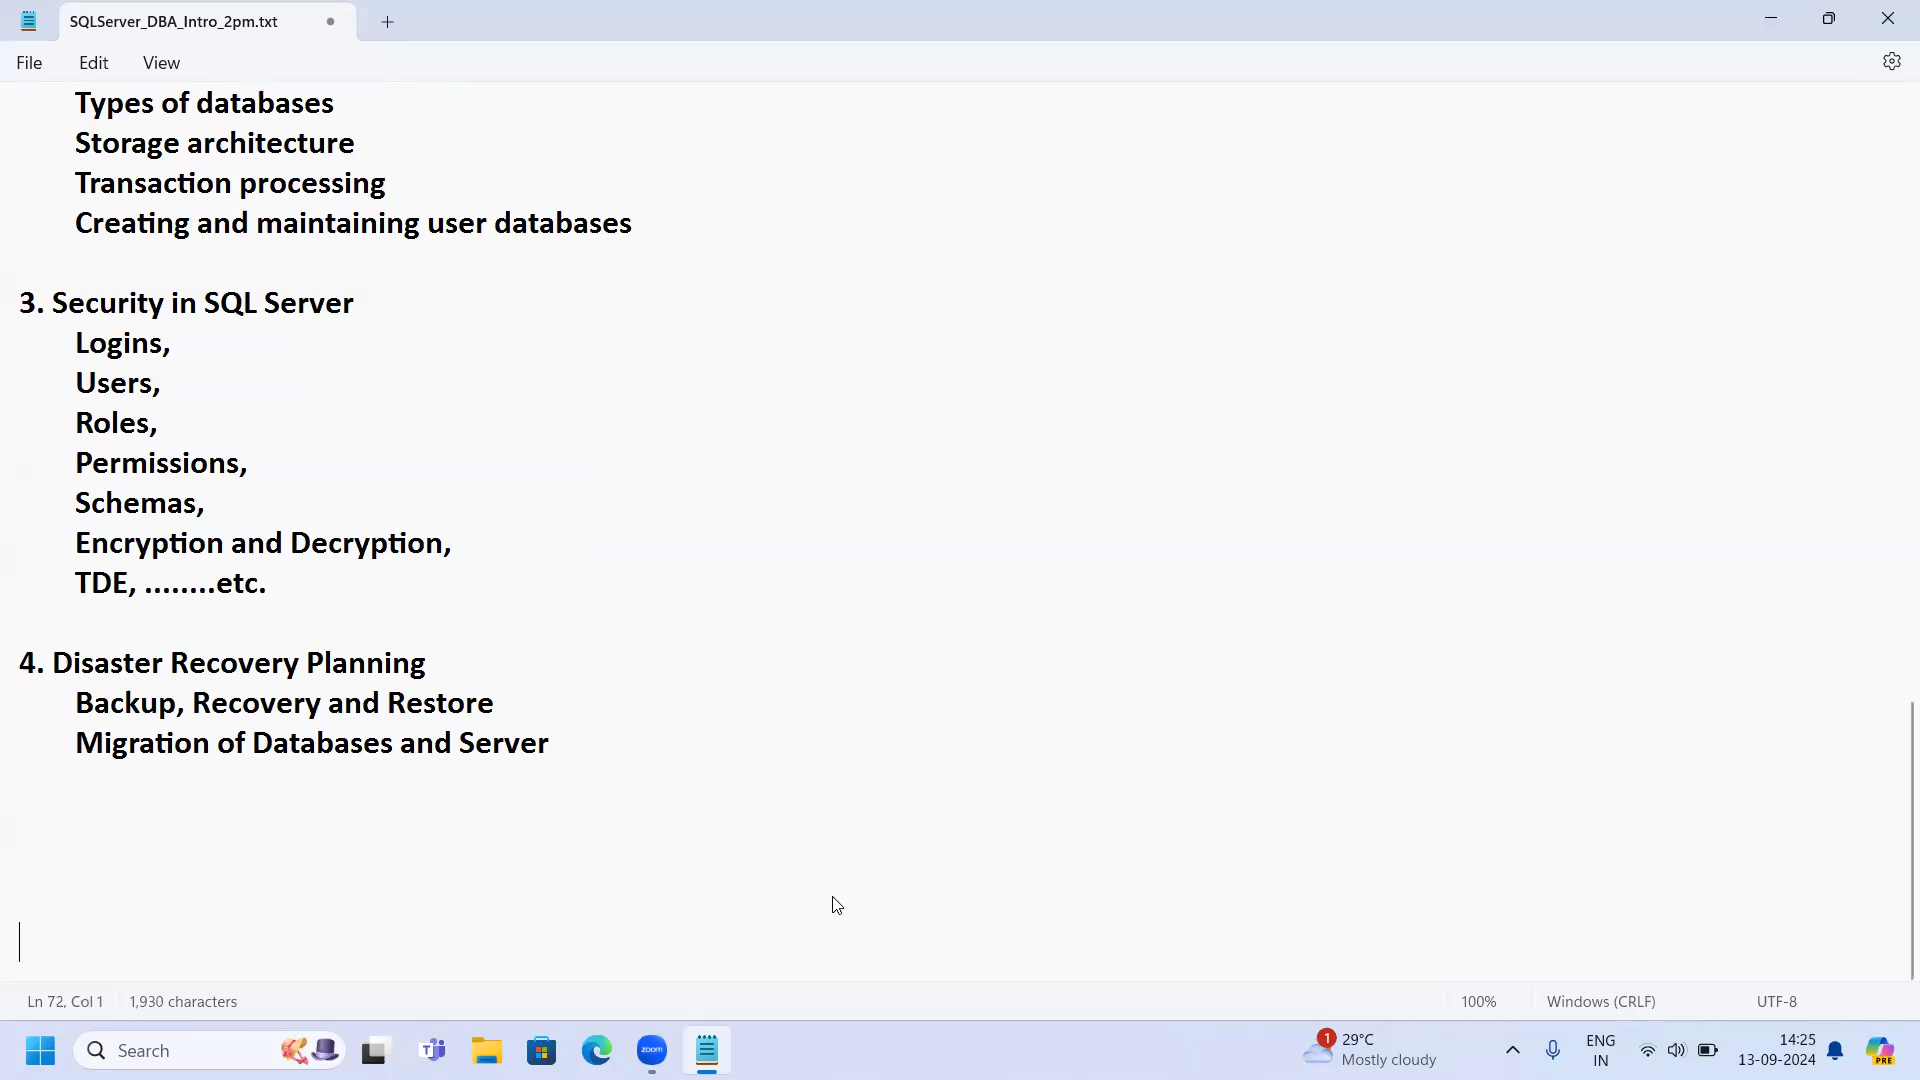 SQLServer_DBA_Intro_2pm.txt
File Edit View
Types of databases
Storage architecture
Transaction processing
Creating and maintaining user databases
3. Security in SQL Server
Logins,
Users,
Roles,
Permissions,
Schemas,
Encryption and Decryption,
TDE, ........etc.
4. Disaster Recovery Planning
Backup, Recovery and Restore
Migration of Databases and Server
Ln 72, Col 1 1,930 characters 100% Windows (CRLF) UTF-8
Search zoom 1 29°C ENG 14:25
Mostly cloudy IN 13-09-2024 PRE